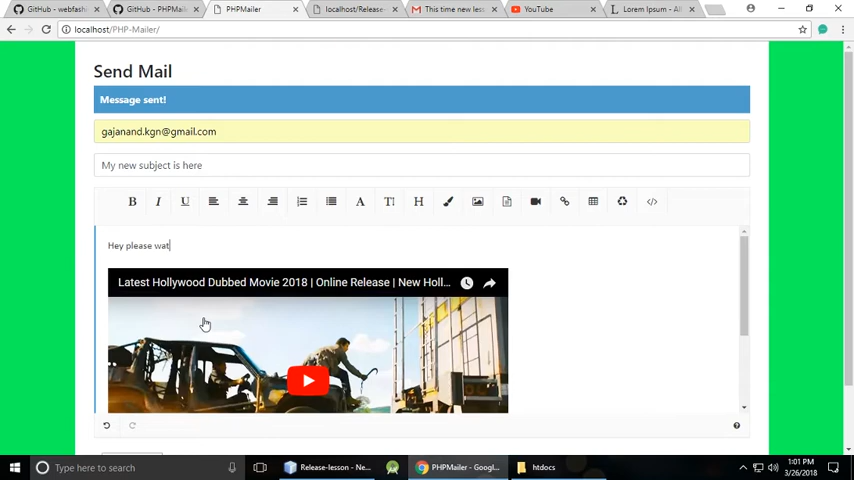 GitHub - webfash
GitHub - PHPMaile
PHPMailer
localhost/Release-
This time new less
YouTube
Lorem Ipsum - All
localhost/PHP-Mailer/
Send Mail
Message sent!
gajanand.kgn@gmail.com
My new subject is here
B I U A TI H </>
Hey please wat
Latest Hollywood Dubbed Movie 2018 | Online Release | New Holl...
Type here to search
Release-lesson - Ne...
PHPMailer - Googl...
htdocs
1:01 PM
3/26/2018